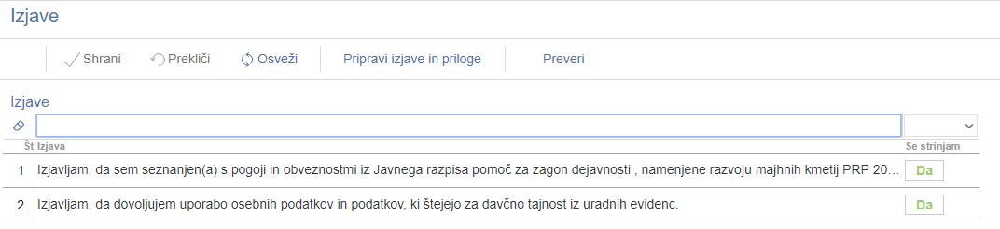 Izjave
Shrani Prekliči Osveži Pripravi izjave in priloge Preveri
Izjave
Št Izjava Se strinjam
1 Izjavljam, da sem seznanjen(a) s pogoji in obveznostmi iz Javnega razpisa pomoč za zagon dejavnosti , namenjene razvoju majhnih kmetij PRP 20... Da
2 Izjavljam, da dovoljujem uporabo osebnih podatkov in podatkov, ki štejejo za davčno tajnost iz uradnih evidenc. Da